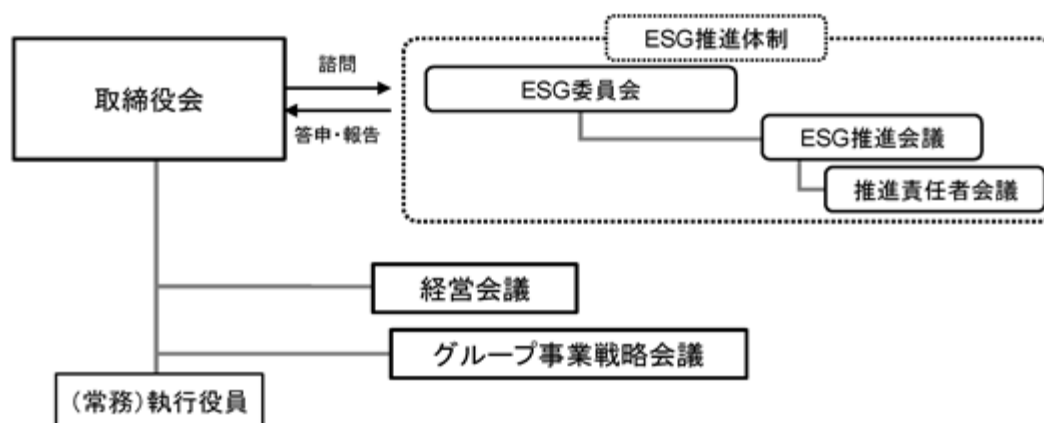 ESG推進体制
取締役会
諮問
答申・報告
ESG委員会
ESG推進会議
推進責任者会議
経営会議
グループ事業戦略会議
(常務)執行役員